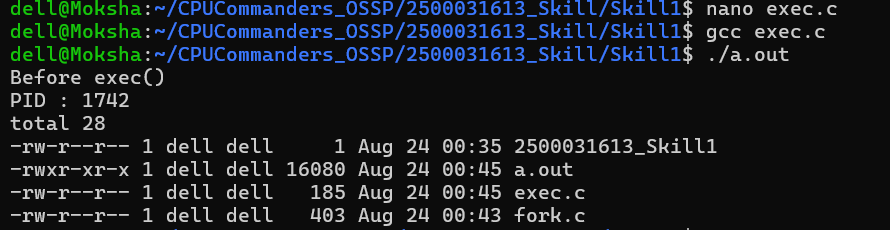 dell@Moksha:~/CPUCommanders_OSSP/2500031613_Skill/Skill1$ nano exec.c
dell@Moksha:~/CPUCommanders_OSSP/2500031613_Skill/Skill1$ gcc exec.c
dell@Moksha:~/CPUCommanders_OSSP/2500031613_Skill/Skill1$ ./a.out
Before exec()
PID : 1742
total 28
-rw-r--r-- 1 dell dell     1 Aug 24 00:35 2500031613_Skill1
-rwxr-xr-x 1 dell dell 16080 Aug 24 00:45 a.out
-rw-r--r-- 1 dell dell   185 Aug 24 00:45 exec.c
-rw-r--r-- 1 dell dell   403 Aug 24 00:43 fork.c